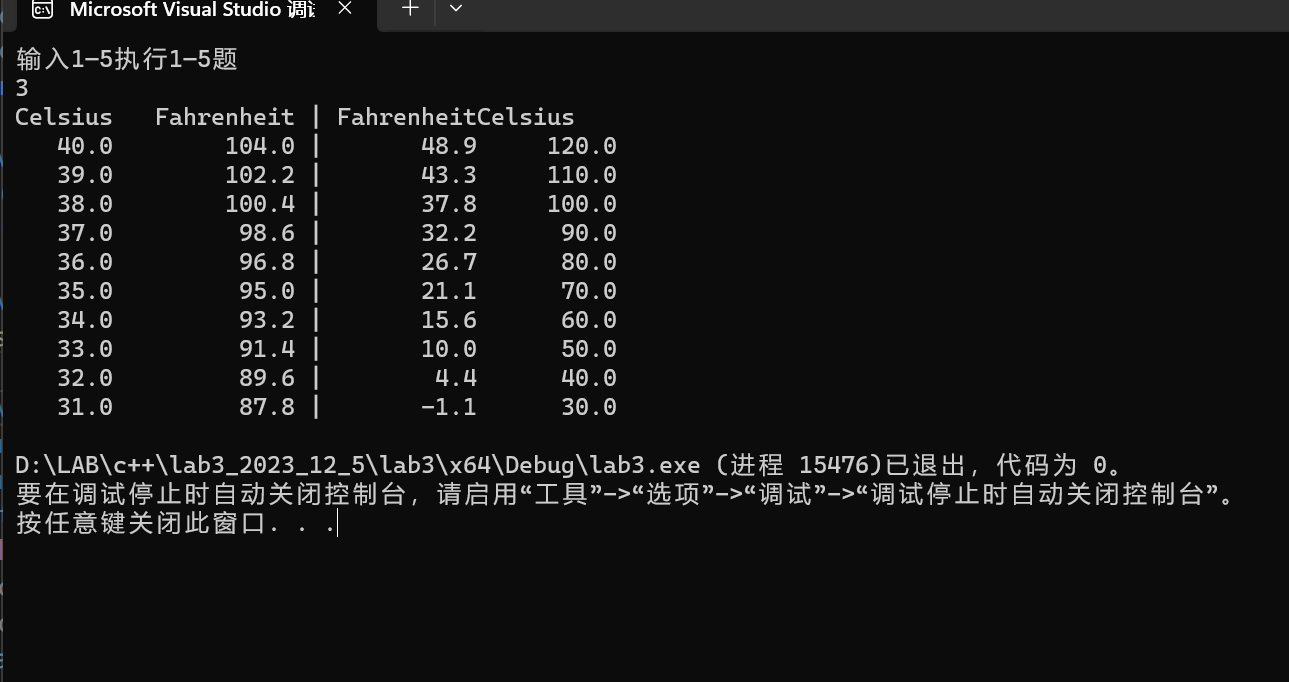 Microsoft Visual Studio 调试
输入1-5执行1-5题
3
Celsius   Fahrenheit | FahrenheitCelsius
   40.0        104.0 |       48.9     120.0
   39.0        102.2 |       43.3     110.0
   38.0        100.4 |       37.8     100.0
   37.0         98.6 |       32.2      90.0
   36.0         96.8 |       26.7      80.0
   35.0         95.0 |       21.1      70.0
   34.0         93.2 |       15.6      60.0
   33.0         91.4 |       10.0      50.0
   32.0         89.6 |        4.4      40.0
   31.0         87.8 |       -1.1      30.0
D:\LAB\c++\lab3_2023_12_5\lab3\x64\Debug\lab3.exe (进程 15476)已退出，代码为 0。
要在调试停止时自动关闭控制台，请启用“工具”->“选项”->“调试”->“调试停止时自动关闭控制台”。
按任意键关闭此窗口. . .